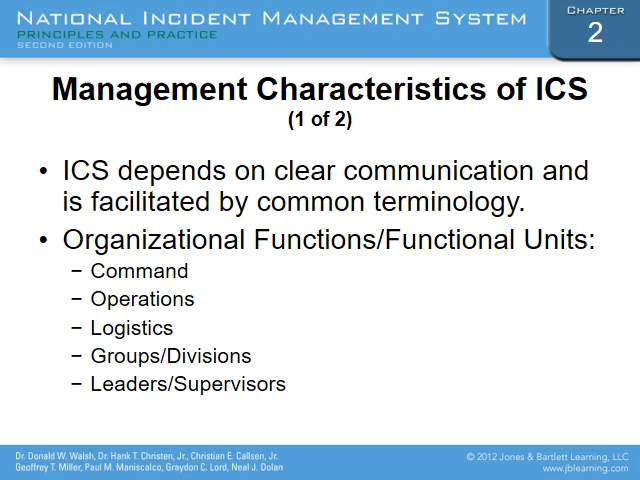 NATIONAL INCIDENT MANAGEMENT SYSTEM
PRINCIPLES AND PRACTICE
SECOND EDITION
CHAPTER
2
Management Characteristics of ICS
(1 of 2)
• ICS depends on clear communication and
is facilitated by common terminology.
• Organizational Functions/Functional Units:
− Command
− Operations
− Logistics
− Groups/Divisions
− Leaders/Supervisors
Dr. Donald W. Walsh, Dr. Hank T. Christen, Jr., Christian E. Callsen, Jr.
Geoffrey T. Miller, Paul M. Maniscalco, Graydon C. Lord, Neal J. Dolan
© 2012 Jones & Bartlett Learning, LLC
www.jblearning.com